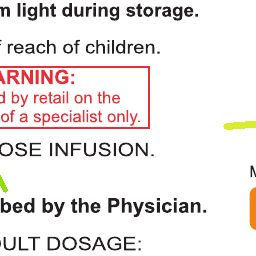 m light during storage.
f reach of children.
ARNING:
d by retail on the
of a specialist only.
OSE INFUSION.
bed by the Physician.
ULT DOSAGE: